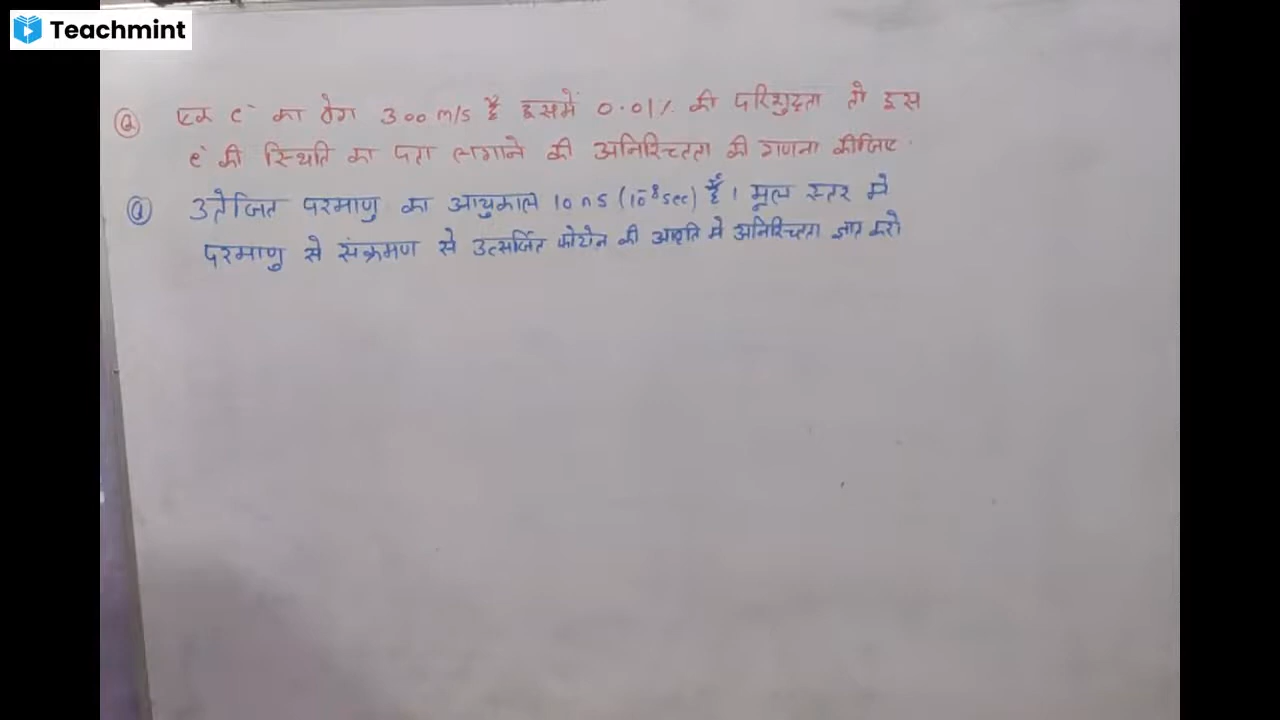 Teachmint
Q एक e⁻ का वेग 300 m/s है इसमें 0.01% की परिशुद्धता तो इस
e⁻ की स्थिति का पता लगाने की अनिश्चितता की गणना कीजिए.
Q उतेजित परमाणु का आयुकाल 10 ns (10⁻⁸ sec) है। मूल स्तर मे
परमाणु से संक्रमण से उत्सर्जित फोटोन की आवृति मे अनिश्चितता ज्ञात करो